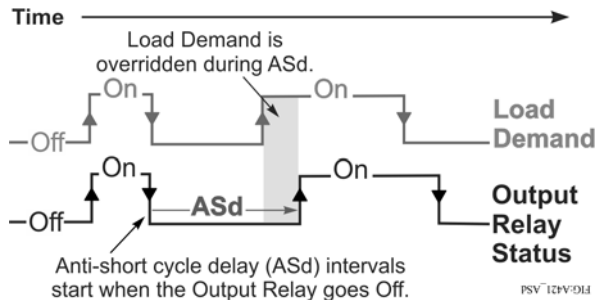 Time
Load Demand is
overridden during ASd.
On
On
Off
Load
Demand
On
On
Off
ASd
Output
Relay
Status
Anti-short cycle delay (ASd) intervals
start when the Output Relay goes Off.
FIG:A421_ASd